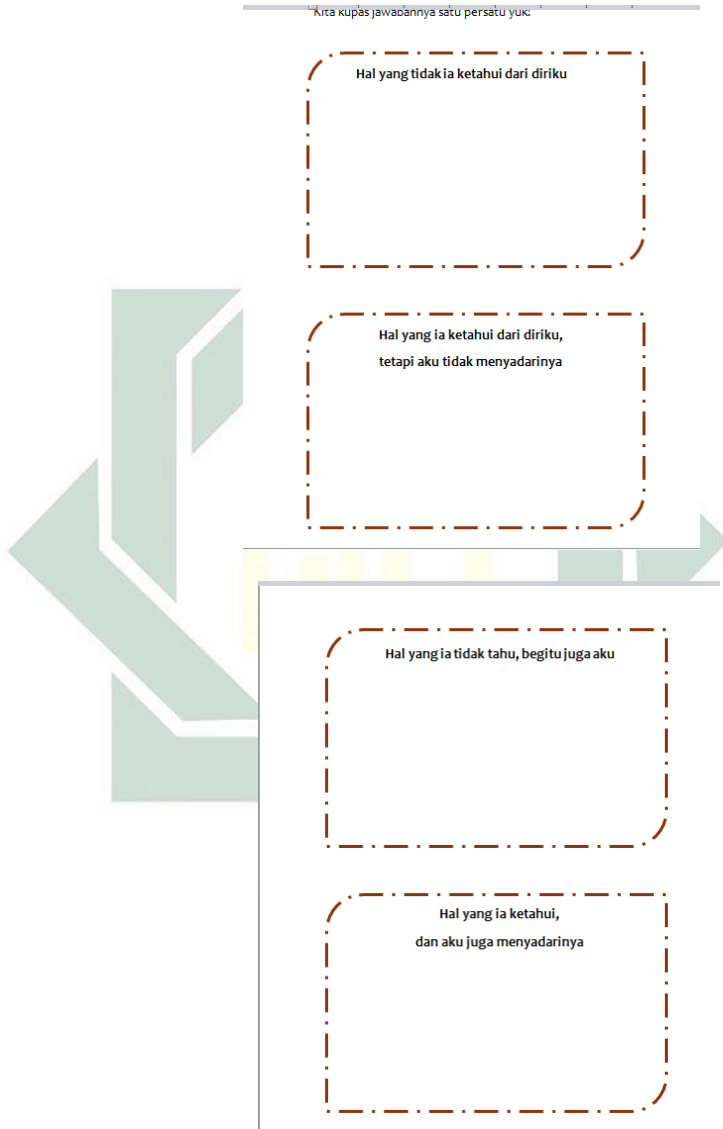 Kita kupas jawabannya satu persatu yuk:
Hal yang tidak ia ketahui dari diriku
Hal yang ia ketahui dari diriku,
tetapi aku tidak menyadarinya
Hal yang ia tidak tahu, begitu juga aku
Hal yang ia ketahui,
dan aku juga menyadarinya